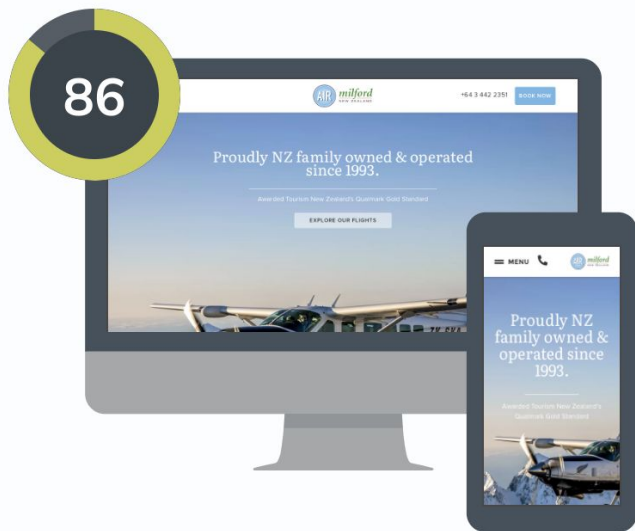 86
AIR milford
NEW ZEALAND
+64 3 442 2351
BOOK NOW
Proudly NZ family owned & operated
since 1993.
Awarded Tourism New Zealand's Qualmark Gold Standard
EXPLORE OUR FLIGHTS
MENU
AIR milford
NEW ZEALAND
Proudly NZ
family owned &
operated since
1993.
Awarded Tourism New Zealand's
Qualmark Gold Standard